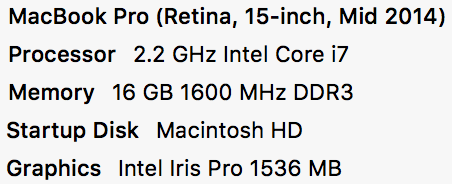 MacBook Pro (Retina, 15-inch, Mid 2014)
Processor 2.2 GHz Intel Core i7
Memory 16 GB 1600 MHz DDR3
Startup Disk Macintosh HD
Graphics Intel Iris Pro 1536 MB